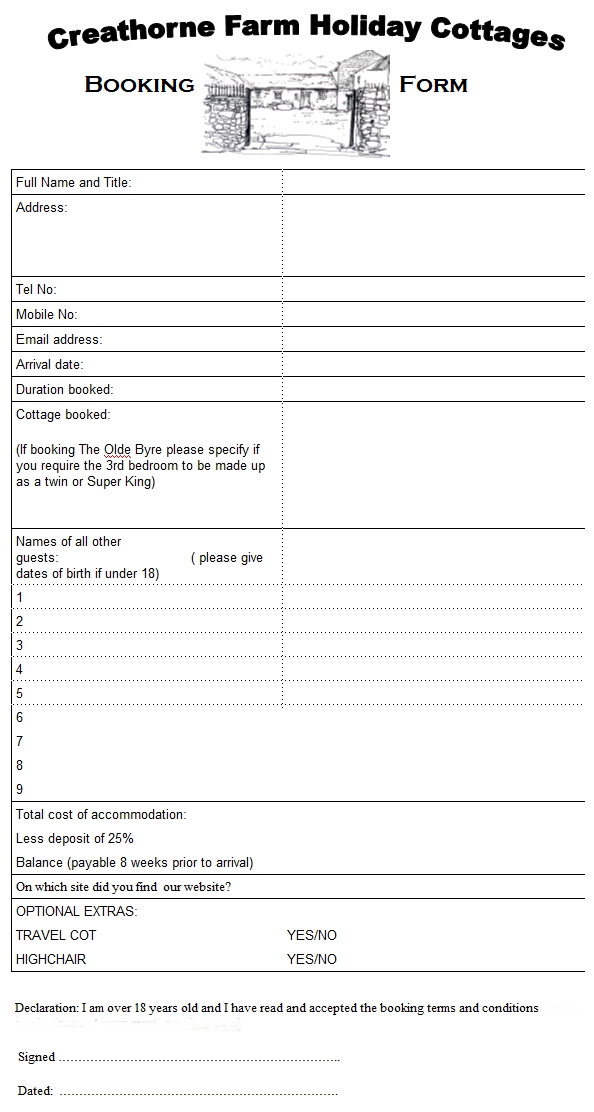 Creathorne Farm Holiday Cottages
BOOKING FORM
Full Name and Title:
Address:
Tel No:
Mobile No:
Email address:
Arrival date:
Duration booked:
Cottage booked:
(If booking The Olde Byre please specify if
you require the 3rd bedroom to be made up
as a twin or Super King)
Names of all other
guests: ( please give
dates of birth if under 18)
1
2
3
4
5
6
7
8
9
Total cost of accommodation:
Less deposit of 25%
Balance (payable 8 weeks prior to arrival)
On which site did you find our website?
OPTIONAL EXTRAS:
TRAVEL COT YES/NO
HIGHCHAIR YES/NO
Declaration: I am over 18 years old and I have read and accepted the booking terms and conditions
Signed ………………………………………………………………..
Dated: ………………………………………………………………..